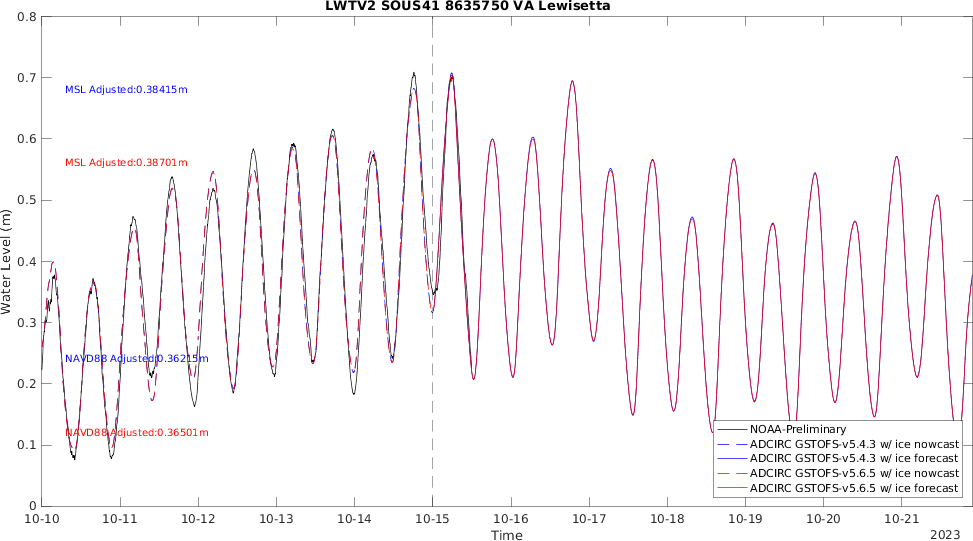 LWTV2 SOUS41 8635750 VA Lewisetta
0.8
0.7
0.6
0.5
0.4
0.3
0.2
0.1
0
Water Level (m)
MSL Adjusted:0.38415m
MSL Adjusted:0.38701m
NAVD88 Adjusted:0.36215m
NAVD88 Adjusted:0.36501m
NOAA-Preliminary
ADCIRC GSTOFS-v5.4.3 w/ ice nowcast
ADCIRC GSTOFS-v5.4.3 w/ ice forecast
ADCIRC GSTOFS-v5.6.5 w/ ice nowcast
ADCIRC GSTOFS-v5.6.5 w/ ice forecast
10-10 10-11 10-12 10-13 10-14 10-15 10-16 10-17 10-18 10-19 10-20 10-21
Time
2023